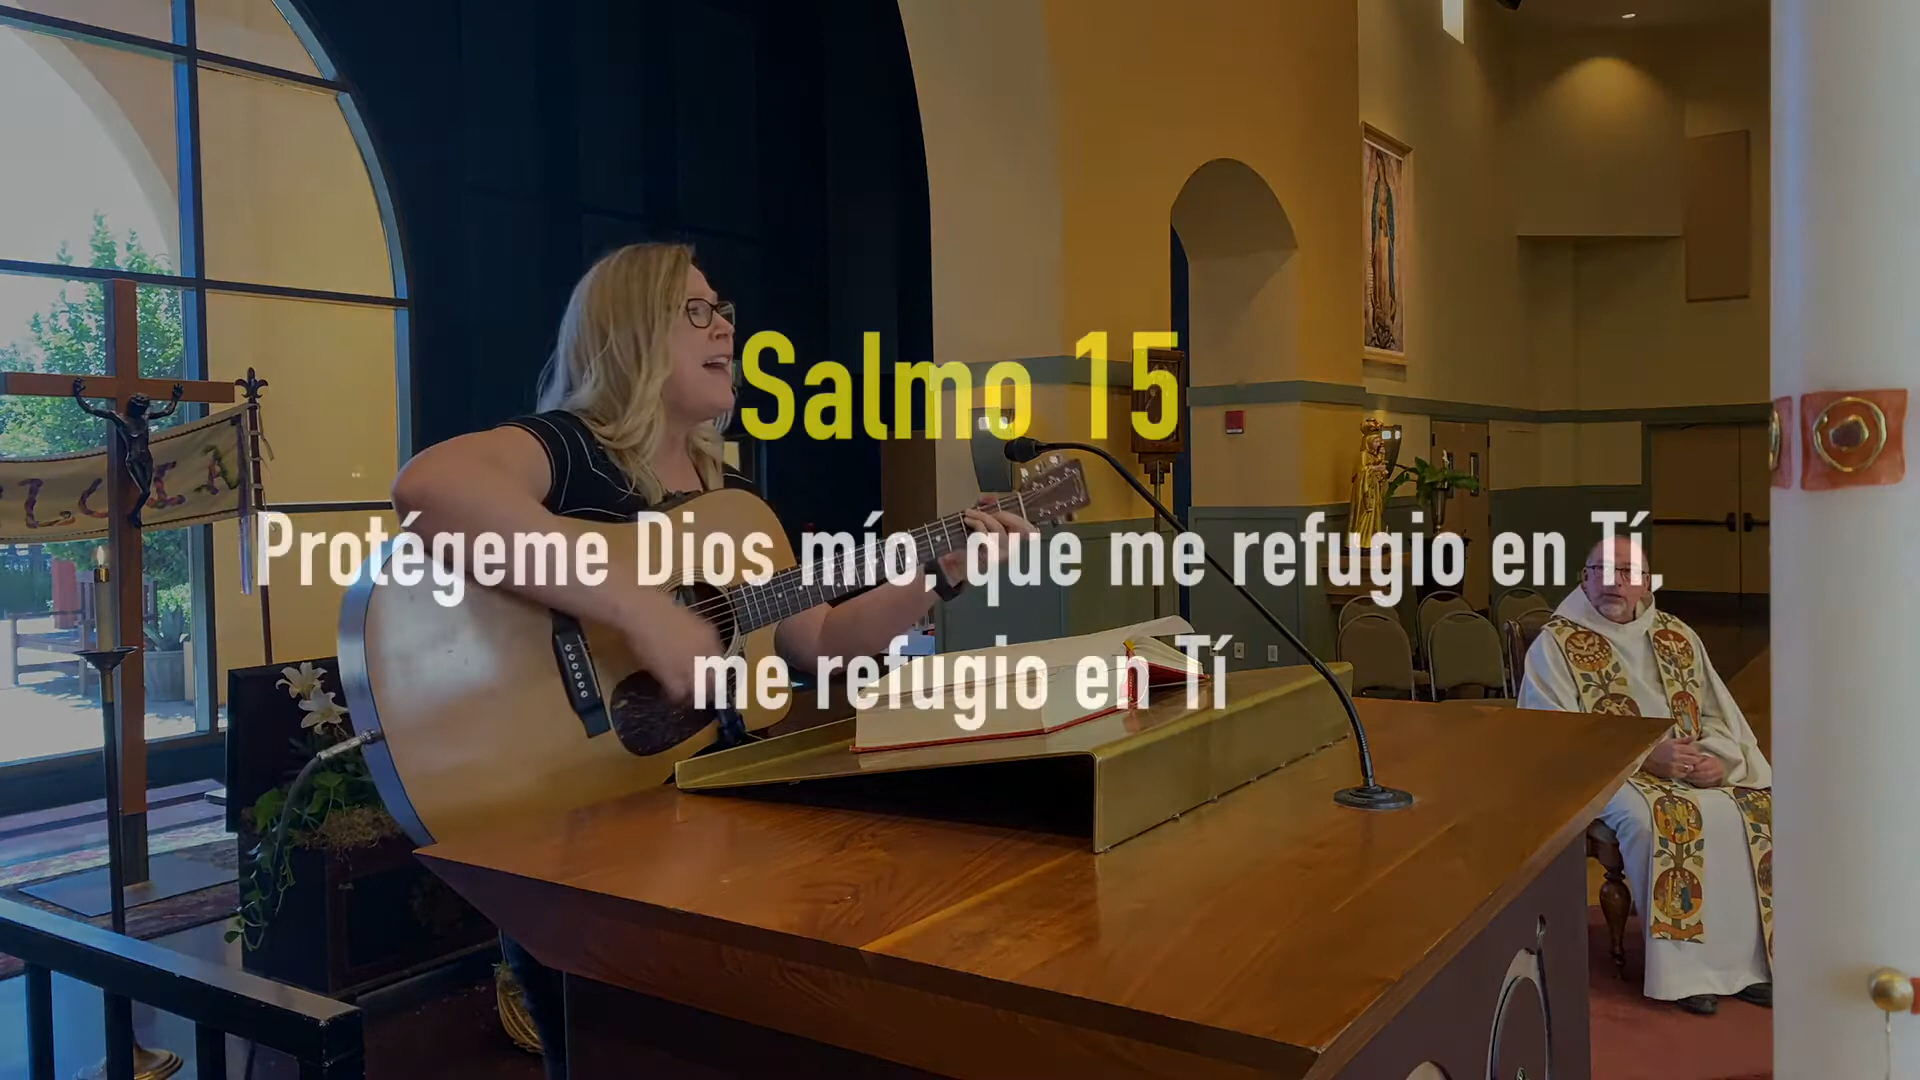 Salmo 15
Protégeme Dios mío, que me refugio en Tí,
me refugio en Tí